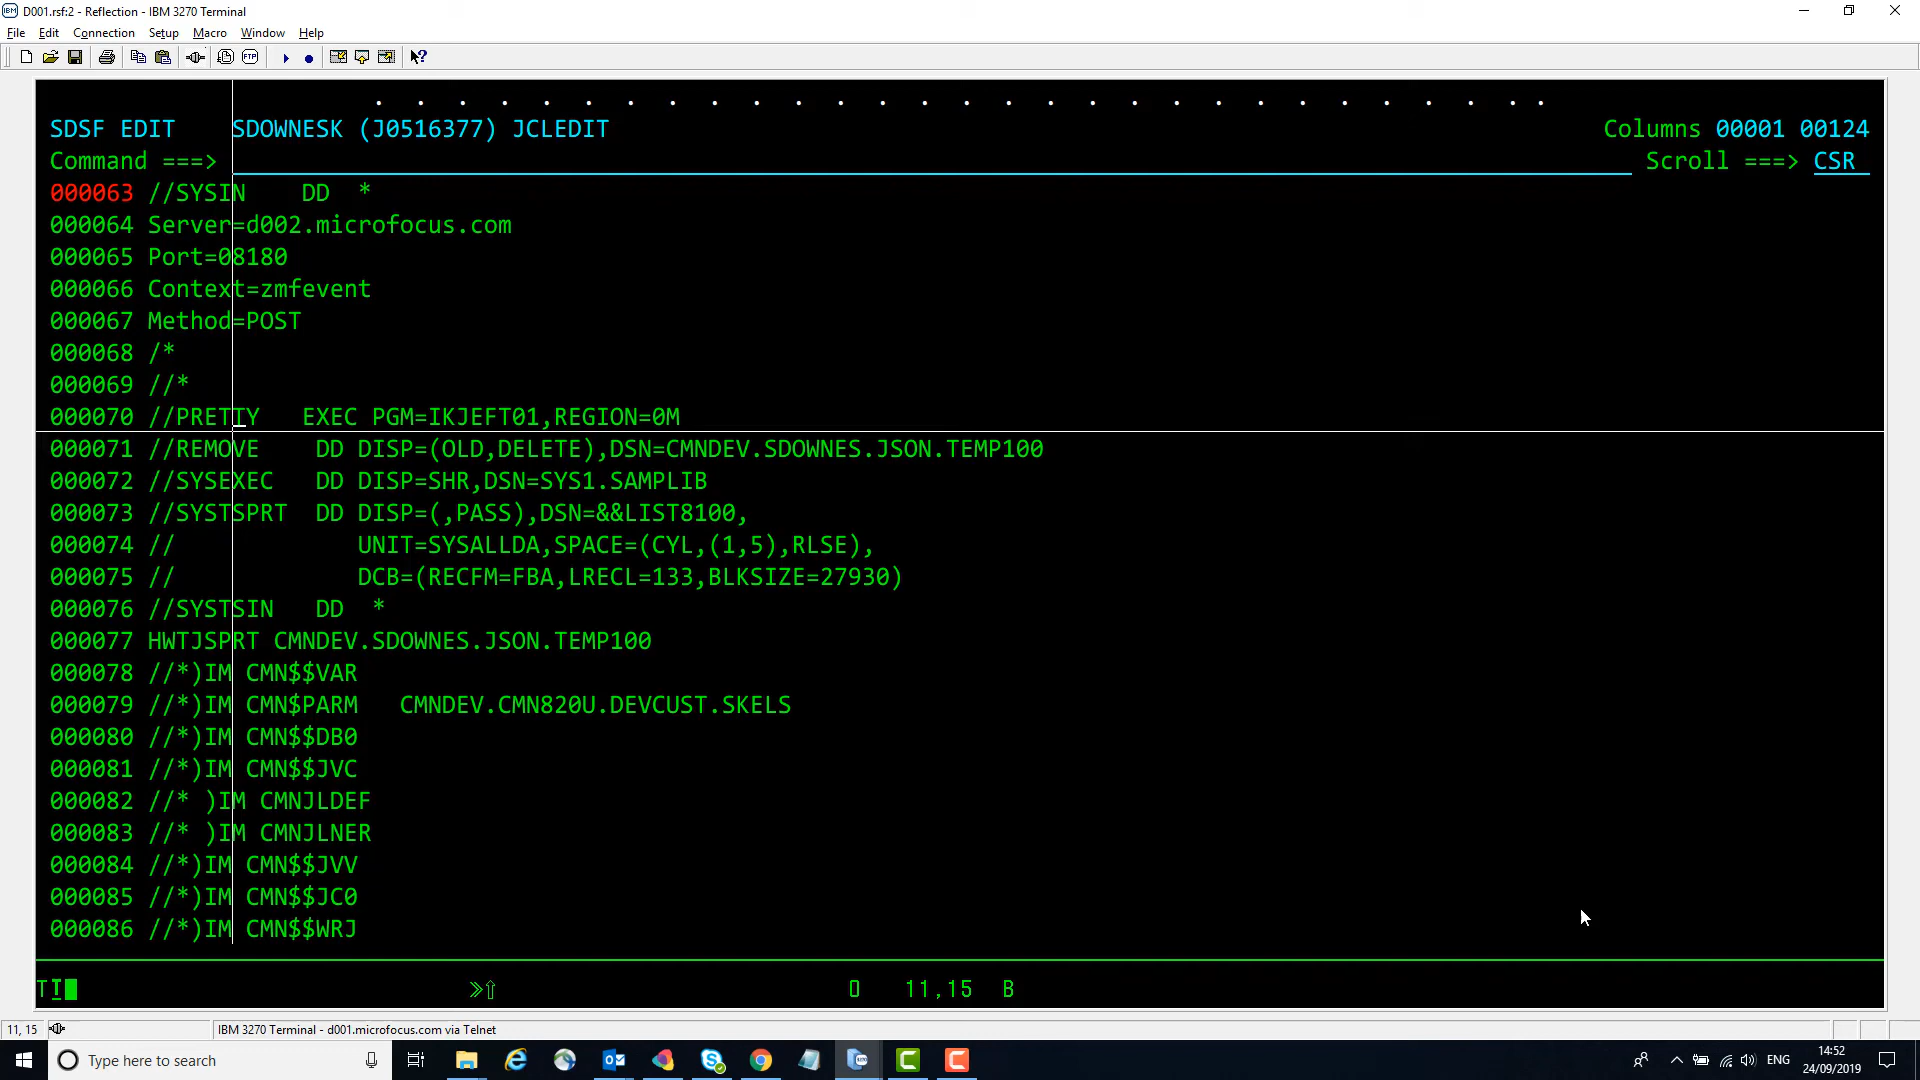 D001.rsf:2 - Reflection - IBM 3270 Terminal
File Edit Connection Setup Macro Window Help
SDSF EDIT SDOWNESK (J0516377) JCLEDIT Columns 00001 00124
Command ===> Scroll ===> CSR
000063 //SYSIN DD *
000064 Server=d002.microfocus.com
000065 Port=08180
000066 Context=zmfevent
000067 Method=POST
000068 /*
000069 //*
000070 //PRETTY EXEC PGM=IKJEFT01,REGION=0M
000071 //REMOVE DD DISP=(OLD,DELETE),DSN=CMNDEV.SDOWNES.JSON.TEMP100
000072 //SYSEXEC DD DISP=SHR,DSN=SYS1.SAMPLIB
000073 //SYSTSPRT DD DISP=(,PASS),DSN=&&LIST8100,
000074 // UNIT=SYSALLDA,SPACE=(CYL,(1,5),RLSE),
000075 // DCB=(RECFM=FBA,LRECL=133,BLKSIZE=27930)
000076 //SYSTSIN DD *
000077 HWTJSPRT CMNDEV.SDOWNES.JSON.TEMP100
000078 //*)IM CMN$$VAR
000079 //*)IM CMN$PARM CMNDEV.CMN820U.DEVCUST.SKELS
000080 //*)IM CMN$$DB0
000081 //*)IM CMN$$JVC
000082 //* )IM CMNJLDEF
000083 //* )IM CMNJLNER
000084 //*)IM CMN$$JVV
000085 //*)IM CMN$$JC0
000086 //*)IM CMN$$WRJ
TI O 11,15 B
11, 15 IBM 3270 Terminal - d001.microfocus.com via Telnet
Type here to search ENG 14:52
24/09/2019